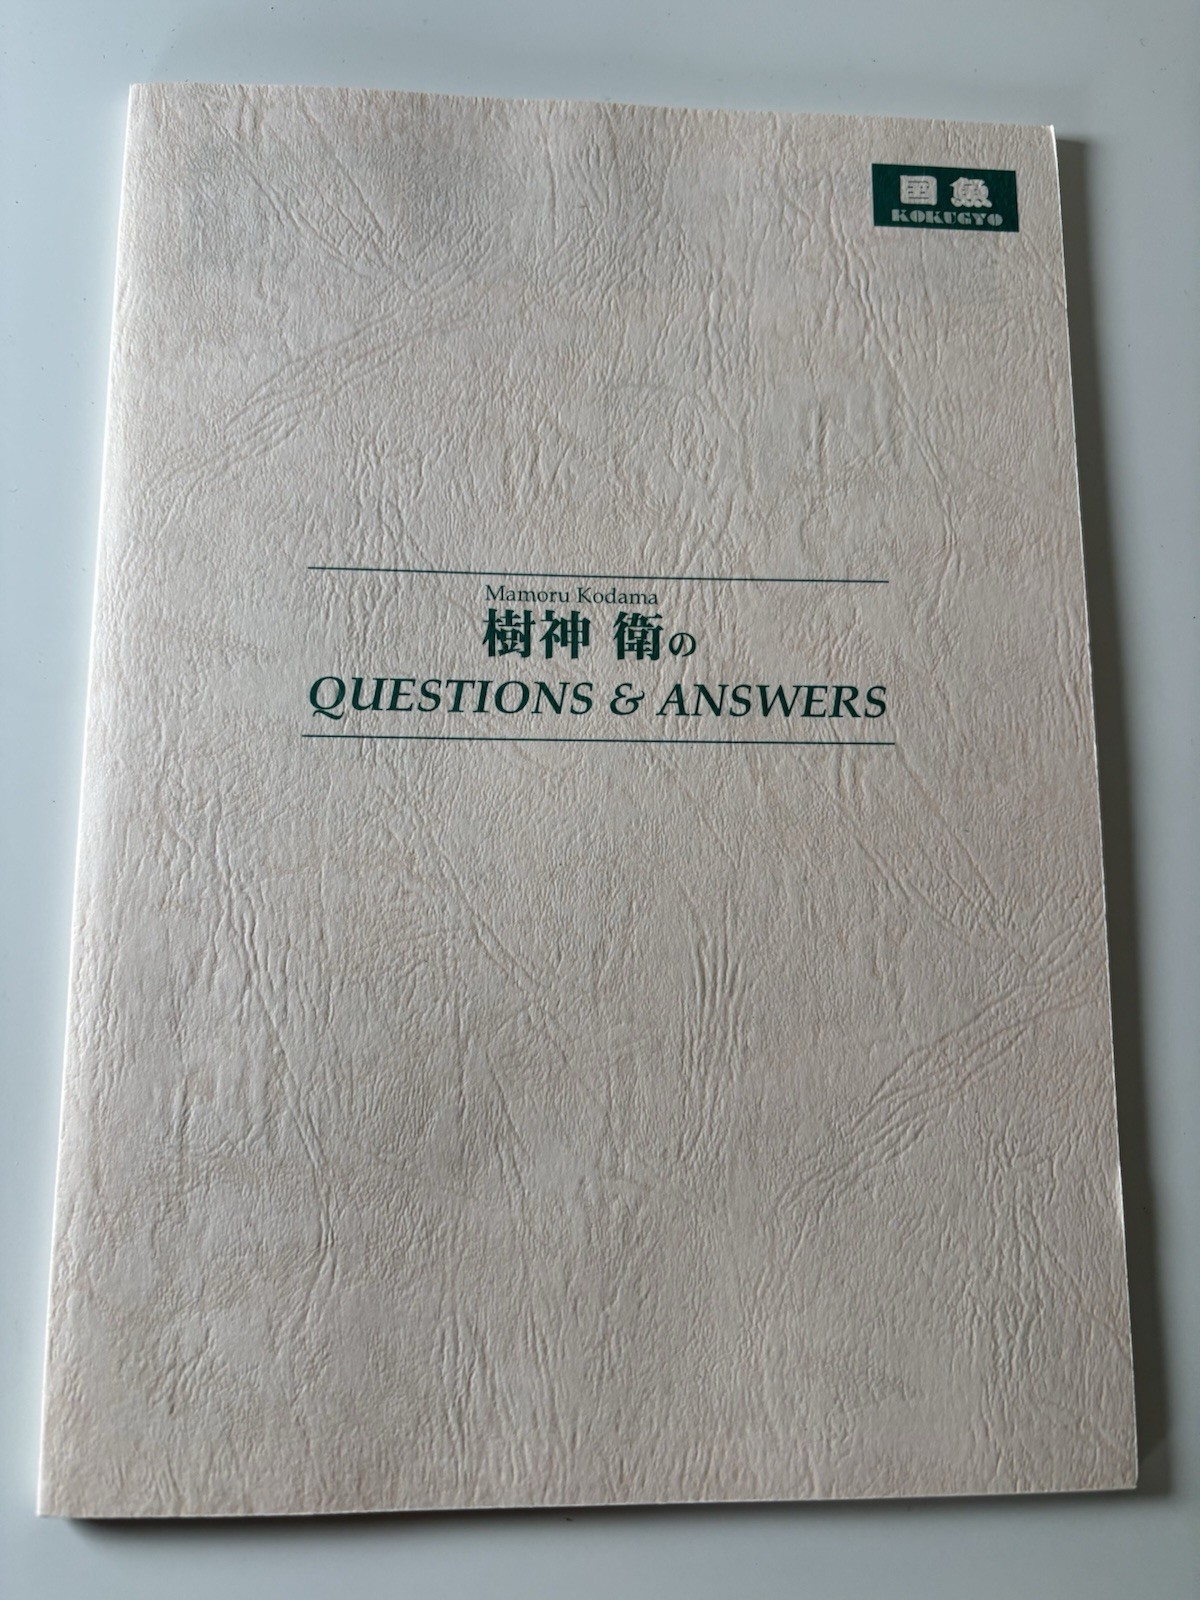 国魚
KOKUGYO
Mamoru Kodama
樹神 衛の
QUESTIONS & ANSWERS